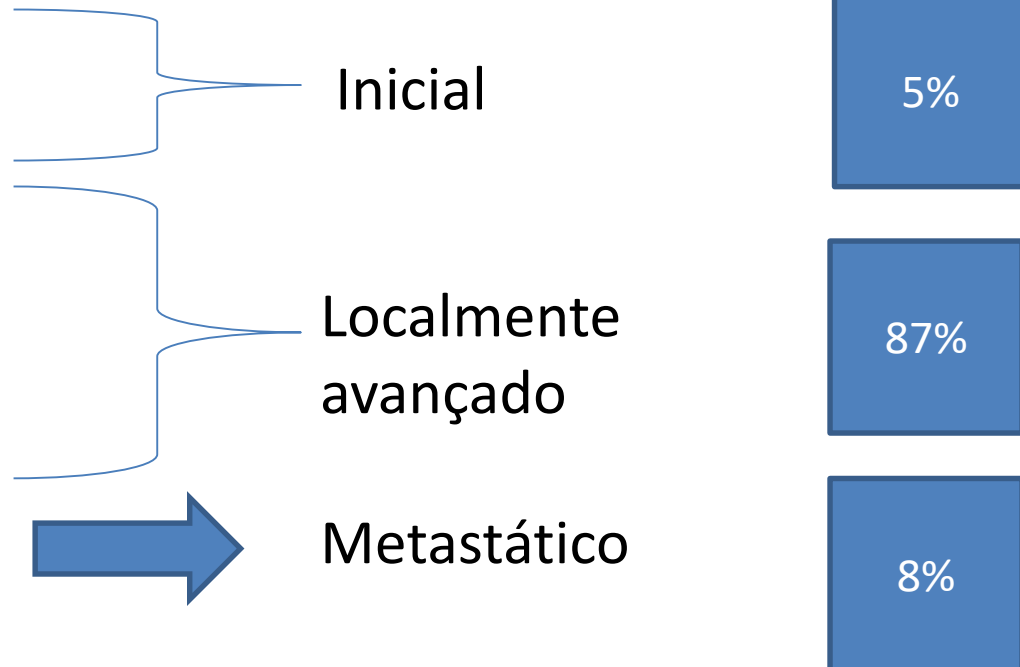 Inicial
5%
Localmente
avançado
87%
Metastático
8%